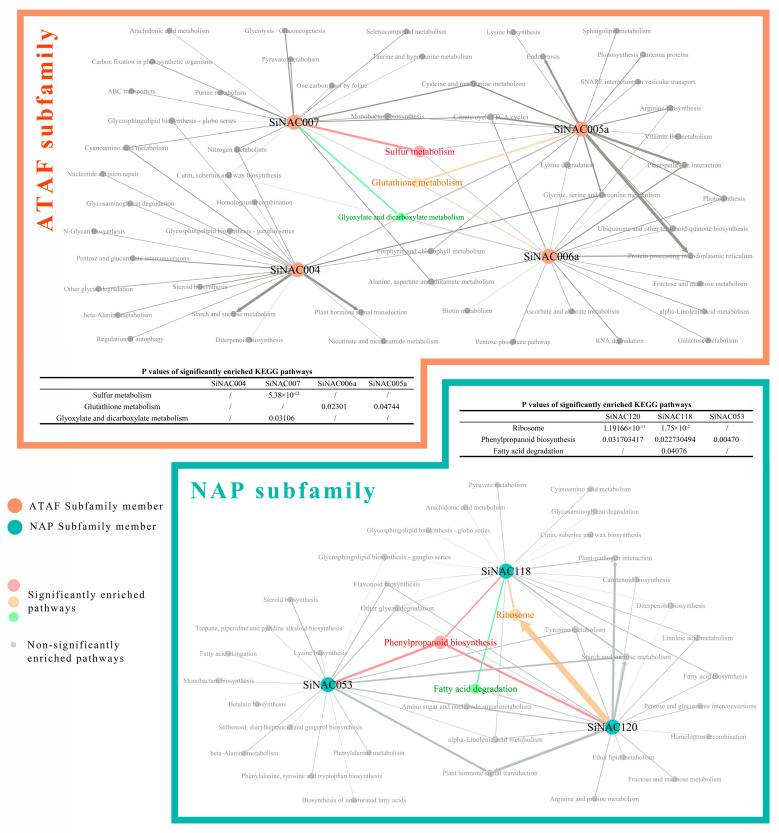 ATAF subfamily
Arachidonic acid metabolism
Glycolysis / Gluconeogenesis
Selenocompound metabolism
Lysine biosynthesis
Sphingolipid metabolism
Carbon fixation in photosynthetic organisms
Pyruvate metabolism
Taurine and hypotaurine metabolism
Endocytosis
Photosynthesis - antenna proteins
ABC transporters
Purine metabolism
One carbon pool by folate
Cysteine and methionine metabolism
SNARE interactions in vesicular transport
Glycosphingolipid biosynthesis - globo series
SiNAC007
Monobactam biosynthesis
Citrate cycle (TCA cycle)
SiNAC005a
Arginine biosynthesis
Vitamin B6 metabolism
Cyanoamino acid metabolism
Nitrogen metabolism
Sulfur metabolism
Lysine degradation
Plant-pathogen interaction
Nucleotide excision repair
Cutin, suberine and wax biosynthesis
Glutathione metabolism
Glycosaminoglycan degradation
Homologous recombination
Glycine, serine and threonine metabolism
Photosynthesis
N-Glycan biosynthesis
Glycosphingolipid biosynthesis - ganglio series
Glyoxylate and dicarboxylate metabolism
Ubiquinone and other terpenoid-quinone biosynthesis
Pentose and glucuronate interconversions
SiNAC004
Porphyrin and chlorophyll metabolism
SiNAC006a
Protein processing in endoplasmic reticulum
Other glycan degradation
Steroid biosynthesis
Alanine, aspartate and glutamate metabolism
Fructose and mannose metabolism
beta-Alanine metabolism
Starch and sucrose metabolism
Plant hormone signal transduction
Biotin metabolism
Ascorbate and aldarate metabolism
alpha-Linolenic acid metabolism
Regulation of autophagy
Diterpenoid biosynthesis
Nicotinate and nicotinamide metabolism
Pentose phosphate pathway
RNA degradation
Galactose metabolism
P values of significantly enriched KEGG pathways
SiNAC004 SiNAC007 SiNAC006a SiNAC005a
Sulfur metabolism / 5.38×10⁻¹² / /
Glutathione metabolism / / 0.02301 0.04744
Glyoxylate and dicarboxylate metabolism / 0.03106 / /
P values of significantly enriched KEGG pathways
SiNAC120 SiNAC118 SiNAC053
Ribosome 1.19166×10⁻¹¹ 1.75×10⁻² /
Phenylpropanoid biosynthesis 0.031703417 0.022730494 0.00470
Fatty acid degradation / 0.04076 /
ATAF Subfamily member
NAP Subfamily member
Significantly enriched
pathways
Non-significantly
enriched pathways
NAP subfamily
Pyruvate metabolism
Cyanoamino acid metabolism
Arachidonic acid metabolism
Glycosaminoglycan degradation
Glycosphingolipid biosynthesis - globo series
Cutin, suberine and wax biosynthesis
Glycosphingolipid biosynthesis - ganglio series
SiNAC118
Plant-pathogen interaction
Flavonoid biosynthesis
Carotenoid biosynthesis
Steroid biosynthesis
Other glycan degradation
Ribosome
Diterpenoid biosynthesis
Tropane, piperidine and pyridine alkaloid biosynthesis
Phenylpropanoid biosynthesis
Tyrosine metabolism
Linoleic acid metabolism
Fatty acid elongation
Lysine biosynthesis
Starch and sucrose metabolism
Monobactam biosynthesis
SiNAC053
Fatty acid degradation
Fatty acid biosynthesis
Betalain biosynthesis
Amino sugar and nucleotide sugar metabolism
Pentose and glucuronate interconversions
Stilbenoid, diarylheptanoid and gingerol biosynthesis
SiNAC120
Homologous recombination
beta-Alanine metabolism
Phenylalanine metabolism
alpha-Linolenic acid metabolism
Ether lipid metabolism
Phenylalanine, tyrosine and tryptophan biosynthesis
Plant hormone signal transduction
Fructose and mannose metabolism
Biosynthesis of unsaturated fatty acids
Arginine and proline metabolism